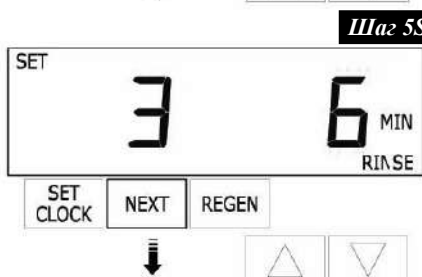 Шаг 5S
SET
3 6 MIN
RINSE
SET CLOCK NEXT REGEN